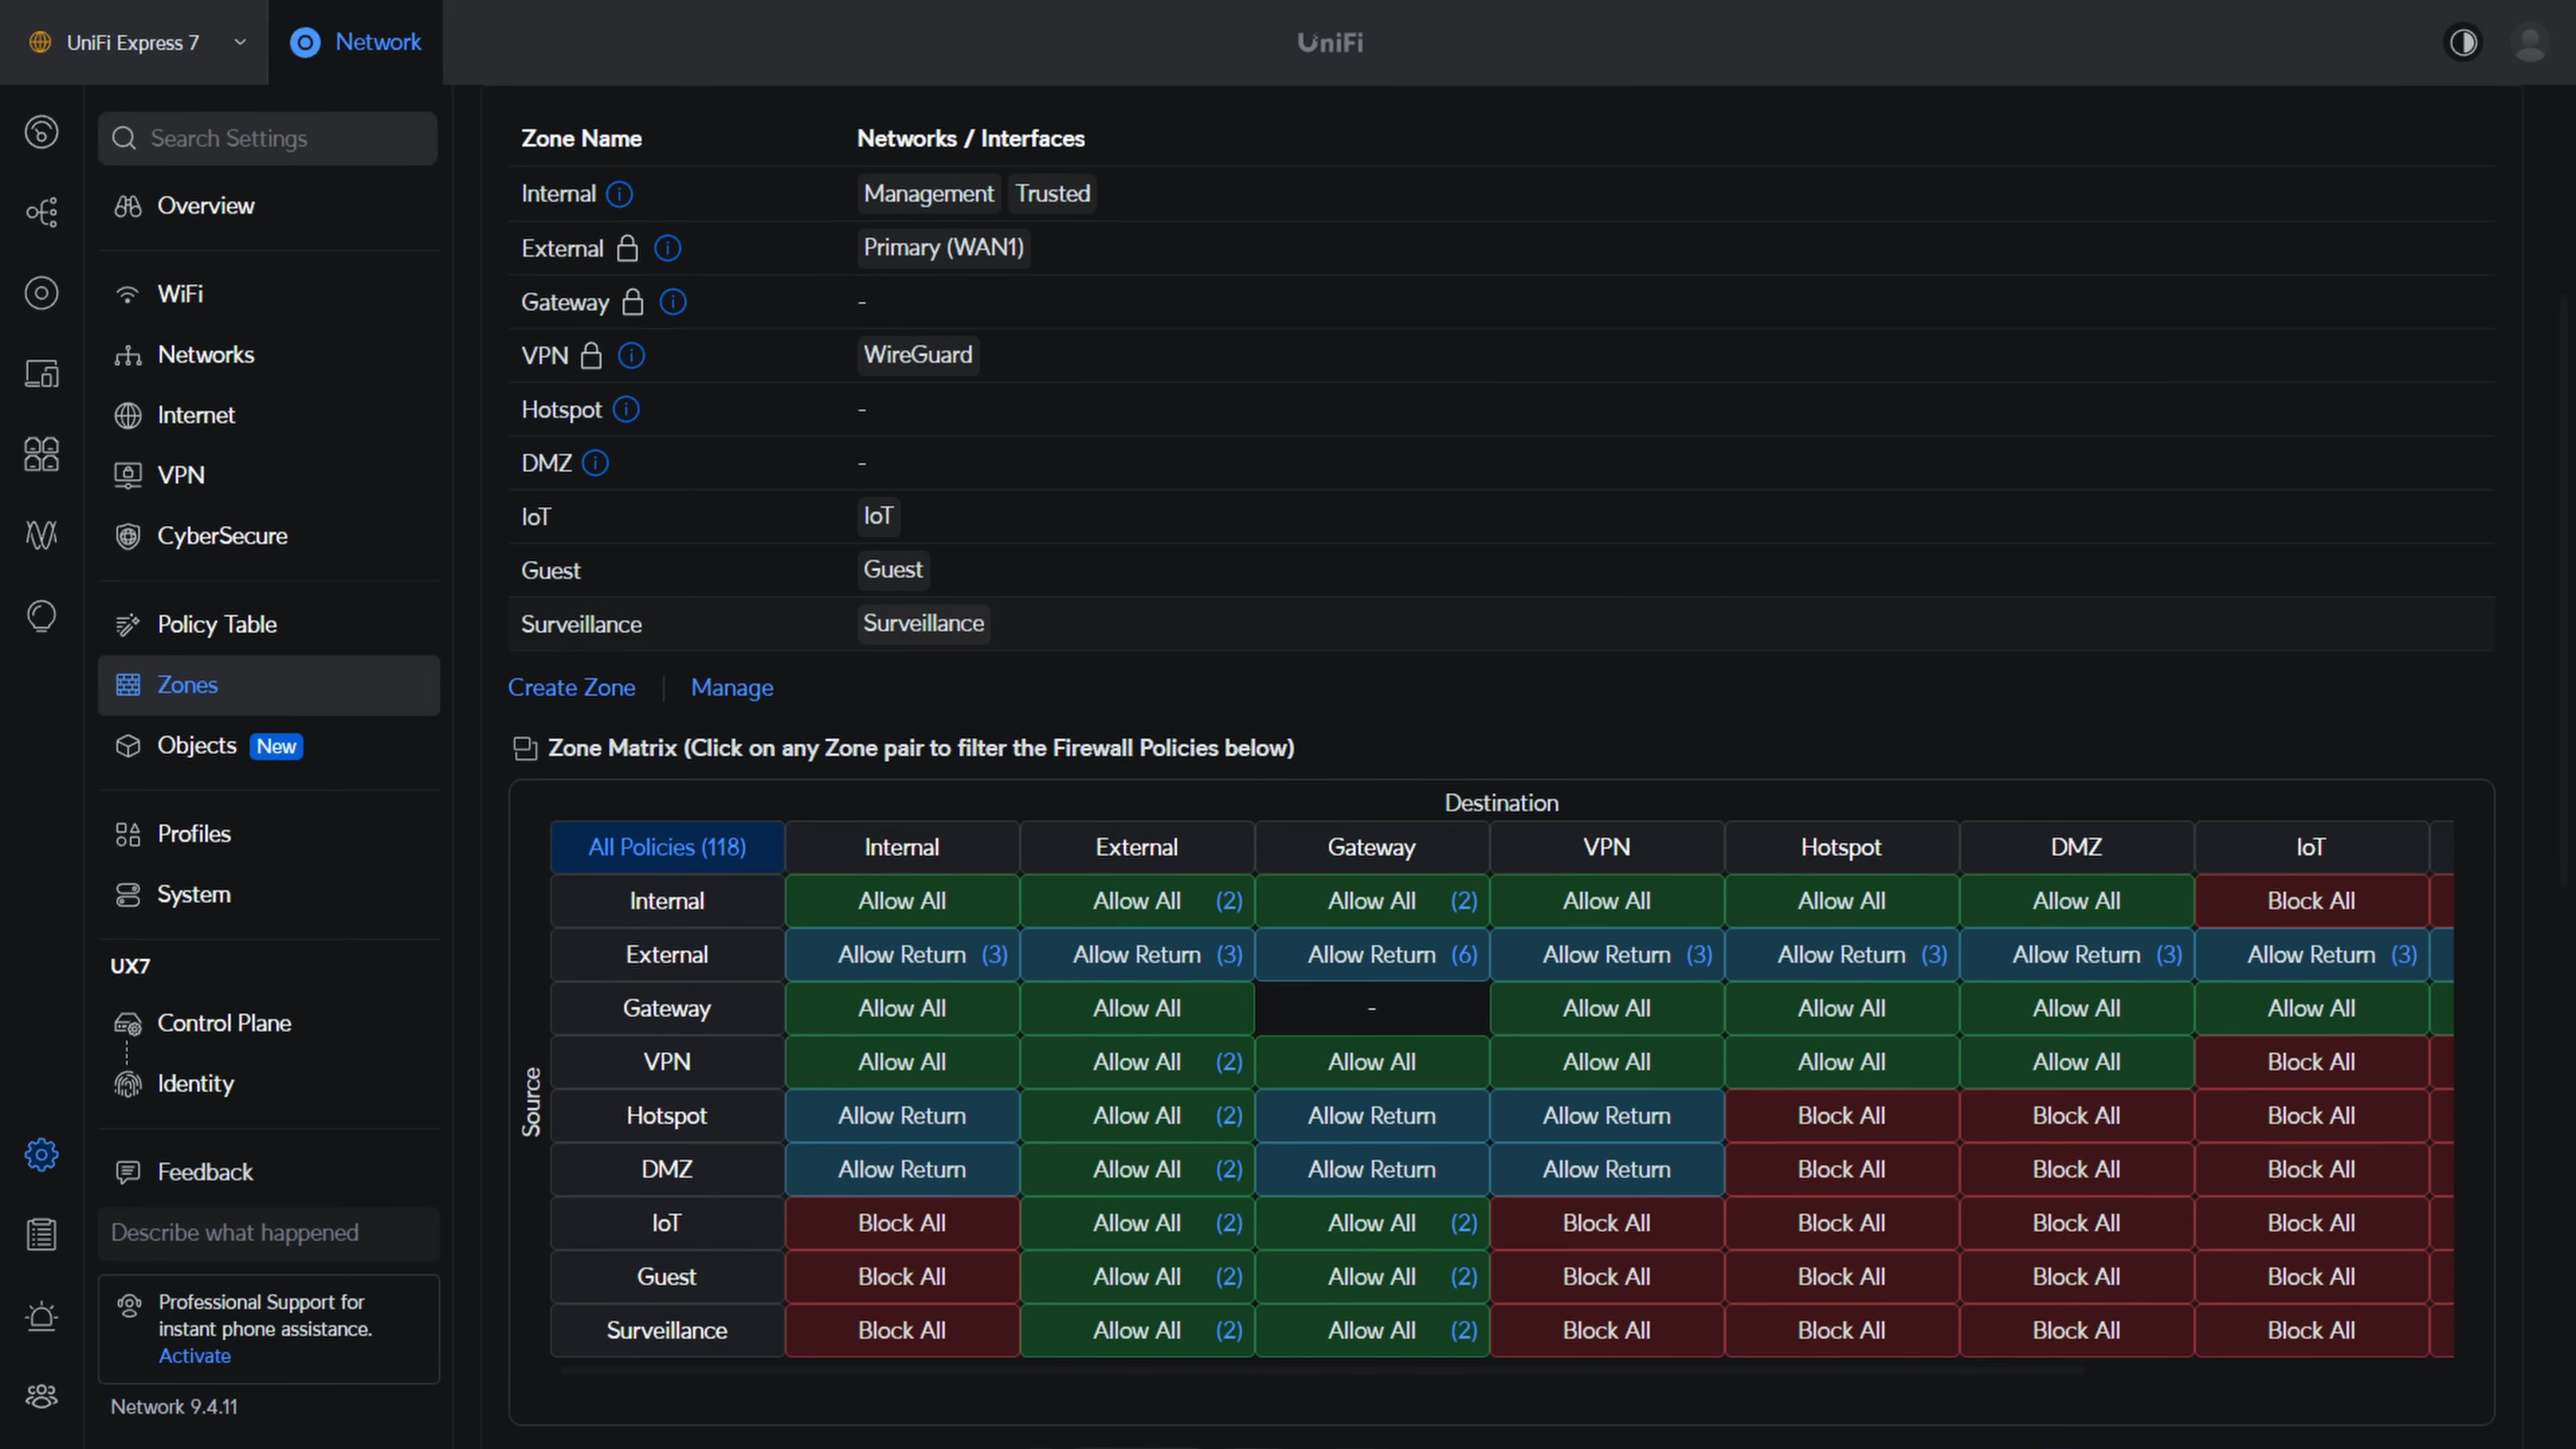 UniFi Express 7
Network
UniFi
Search Settings
Overview
WiFi
Networks
Internet
VPN
CyberSecure
Policy Table
Zones
Objects New
Profiles
System
UX7
Control Plane
Identity
Feedback
Describe what happened
Professional Support for
instant phone assistance.
Activate
Network 9.4.11
Zone Name Networks / Interfaces
Internal Management Trusted
External Primary (WAN1)
Gateway -
VPN WireGuard
Hotspot -
DMZ -
IoT IoT
Guest Guest
Surveillance Surveillance
Create Zone Manage
Zone Matrix (Click on any Zone pair to filter the Firewall Policies below)
Destination
Source
All Policies (118) Internal External Gateway VPN Hotspot DMZ IoT
Internal Allow All Allow All (2) Allow All (2) Allow All Allow All Allow All Block All
External Allow Return (3) Allow Return (3) Allow Return (6) Allow Return (3) Allow Return (3) Allow Return (3) Allow Return (3)
Gateway Allow All Allow All - Allow All Allow All Allow All Allow All
VPN Allow All Allow All (2) Allow All Allow All Allow All Allow All Block All
Hotspot Allow Return Allow All (2) Allow Return Allow Return Block All Block All Block All
DMZ Allow Return Allow All (2) Allow Return Allow Return Block All Block All Block All
IoT Block All Allow All (2) Allow All (2) Block All Block All Block All Block All
Guest Block All Allow All (2) Allow All (2) Block All Block All Block All Block All
Surveillance Block All Allow All (2) Allow All (2) Block All Block All Block All Block All